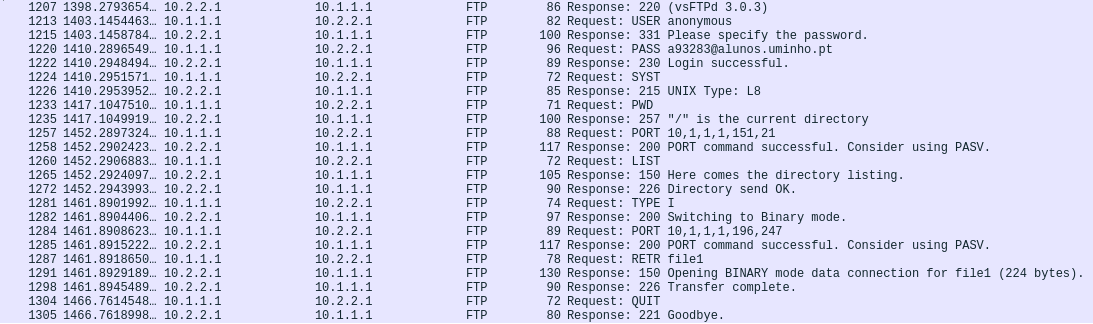 1207 1398.2793654… 10.2.2.1 10.1.1.1 FTP 86 Response: 220 (vsFTPd 3.0.3)
1213 1403.1454463… 10.1.1.1 10.2.2.1 FTP 82 Request: USER anonymous
1215 1403.1458784… 10.2.2.1 10.1.1.1 FTP 100 Response: 331 Please specify the password.
1220 1410.2896549… 10.1.1.1 10.2.2.1 FTP 96 Request: PASS a93283@alunos.uminho.pt
1222 1410.2948494… 10.2.2.1 10.1.1.1 FTP 89 Response: 230 Login successful.
1224 1410.2951571… 10.1.1.1 10.2.2.1 FTP 72 Request: SYST
1226 1410.2953952… 10.2.2.1 10.1.1.1 FTP 85 Response: 215 UNIX Type: L8
1233 1417.1047510… 10.1.1.1 10.2.2.1 FTP 71 Request: PWD
1235 1417.1049919… 10.2.2.1 10.1.1.1 FTP 100 Response: 257 "/" is the current directory
1257 1452.2897324… 10.1.1.1 10.2.2.1 FTP 88 Request: PORT 10,1,1,1,151,21
1258 1452.2902423… 10.2.2.1 10.1.1.1 FTP 117 Response: 200 PORT command successful. Consider using PASV.
1260 1452.2906883… 10.1.1.1 10.2.2.1 FTP 72 Request: LIST
1265 1452.2924097… 10.2.2.1 10.1.1.1 FTP 105 Response: 150 Here comes the directory listing.
1272 1452.2943993… 10.2.2.1 10.1.1.1 FTP 90 Response: 226 Directory send OK.
1281 1461.8901992… 10.1.1.1 10.2.2.1 FTP 74 Request: TYPE I
1282 1461.8904406… 10.2.2.1 10.1.1.1 FTP 97 Response: 200 Switching to Binary mode.
1284 1461.8908623… 10.1.1.1 10.2.2.1 FTP 89 Request: PORT 10,1,1,1,196,247
1285 1461.8915222… 10.2.2.1 10.1.1.1 FTP 117 Response: 200 PORT command successful. Consider using PASV.
1287 1461.8918650… 10.1.1.1 10.2.2.1 FTP 78 Request: RETR file1
1291 1461.8929189… 10.2.2.1 10.1.1.1 FTP 130 Response: 150 Opening BINARY mode data connection for file1 (224 bytes).
1298 1461.8945489… 10.2.2.1 10.1.1.1 FTP 90 Response: 226 Transfer complete.
1304 1466.7614548… 10.1.1.1 10.2.2.1 FTP 72 Request: QUIT
1305 1466.7618998… 10.2.2.1 10.1.1.1 FTP 80 Response: 221 Goodbye.